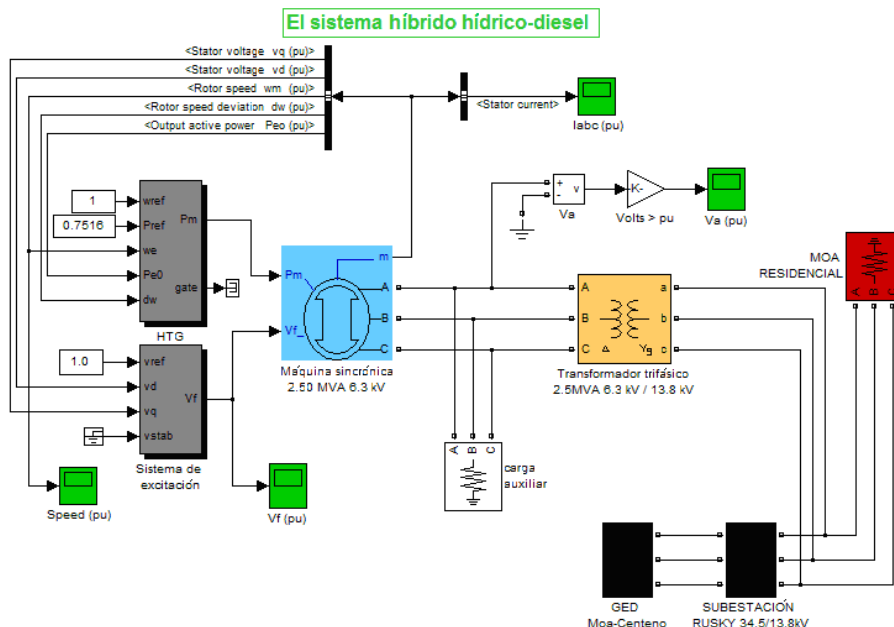 El sistema híbrido hídrico-diesel
<Stator voltage vq (pu)>
<Stator voltage vd (pu)>
<Rotor speed wm (pu)>
<Rotor speed deviation dw (pu)>
<Output active power Peo (pu)>
<Stator current>
Iabc (pu)
+
-
v
Va
-K-
Volts > pu
Va (pu)
1
0.7516
wref
Pref
we
Pe0
dw
Pm
gate
HTG
1.0
vref
vd
vq
vstab
Vf
Sistema de
excitación
Speed (pu)
Vf (pu)
Pm
Vf_
m
A
B
C
Máquina sincrónica
2.50 MVA 6.3 kV
A
B
C
a
b
c
Δ
Yg
Transformador trifásico
2.5MVA 6.3 kV / 13.8 kV
MOA
RESIDENCIAL
A
B
C
A
B
C
carga
auxiliar
GED
Moa-Centeno
SUBESTACIÓN
RUSKY 34.5/13.8kV